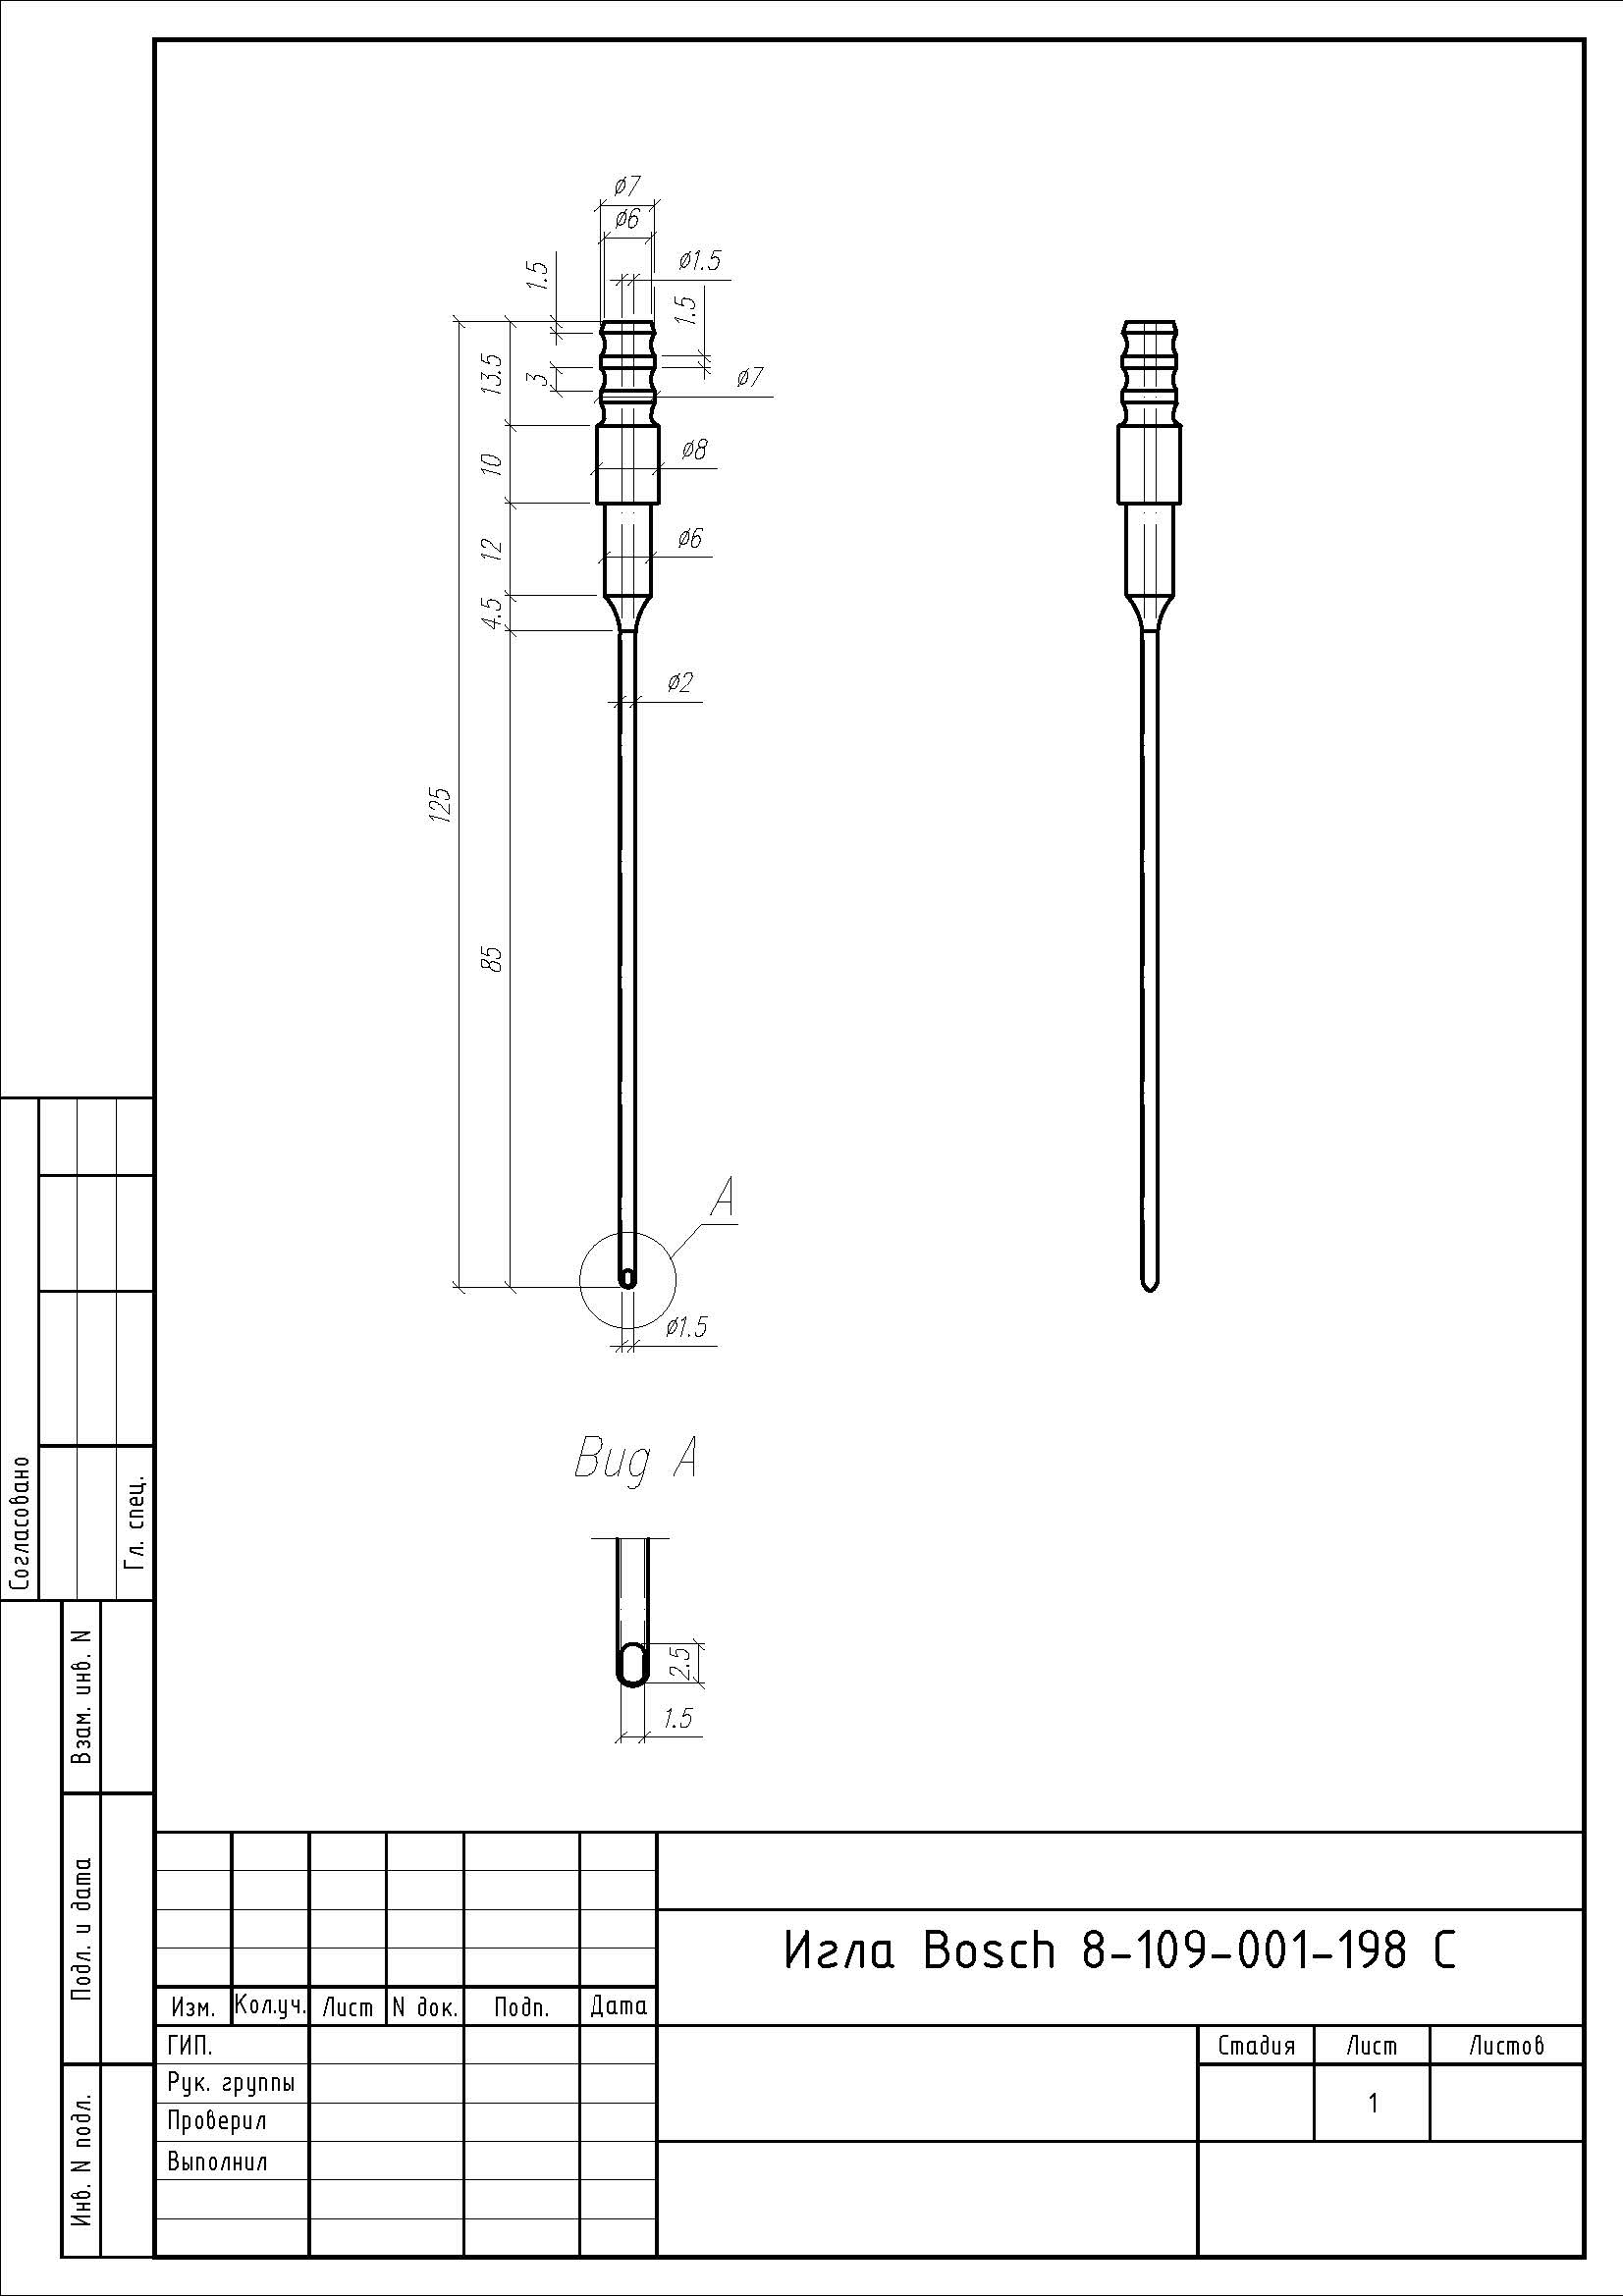 ø7
ø6
ø1.5
1.5
1.5
13.5
3
ø7
10
ø8
12
ø6
4.5
ø2
125
85
A
ø1.5
Вид А
2.5
1.5
Согласовано
Гл. спец.
Взам. инв. N
Подл. и дата
Инв. N подл.
Игла Bosch 8-109-001-198 C
Изм. Кол.уч. Лист N док. Подп. Дата
ГИП.
Рук. группы
Проверил
Выполнил
Стадия Лист Листов
1